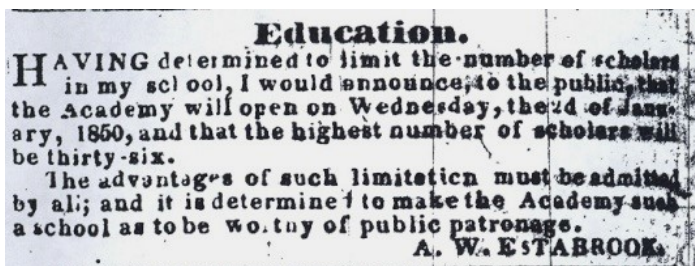 Education.
HAVING determined to limit the number of scholars
in my school, I would announce, to the public, that
the Academy will open on Wednesday, the 2d of Janu-
ary, 1850, and that the highest number of scholars will
be thirty-six.
The advantages of such limitation must be admitted
by all; and it is determined to make the Academy such
a school as to be worthy of public patronage.
A. W. ESTABROOK.